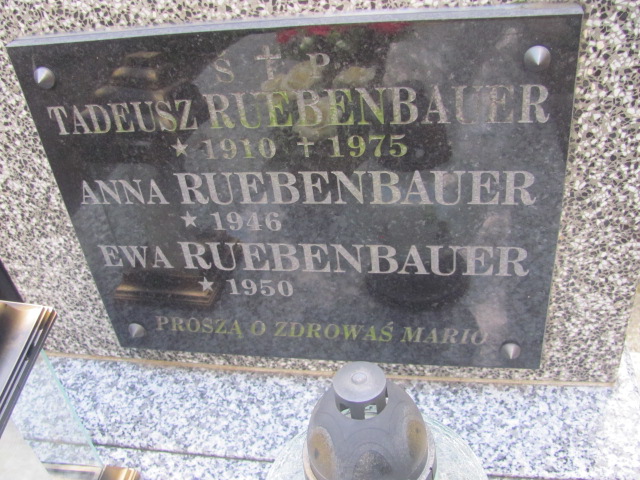 Ś † P
TADEUSZ RUEBENBAUER
★ 1910 † 1975
ANNA RUEBENBAUER
★ 1946
EWA RUEBENBAUER
★ 1950
PROSZĄ O ZDROWAŚ MARIO